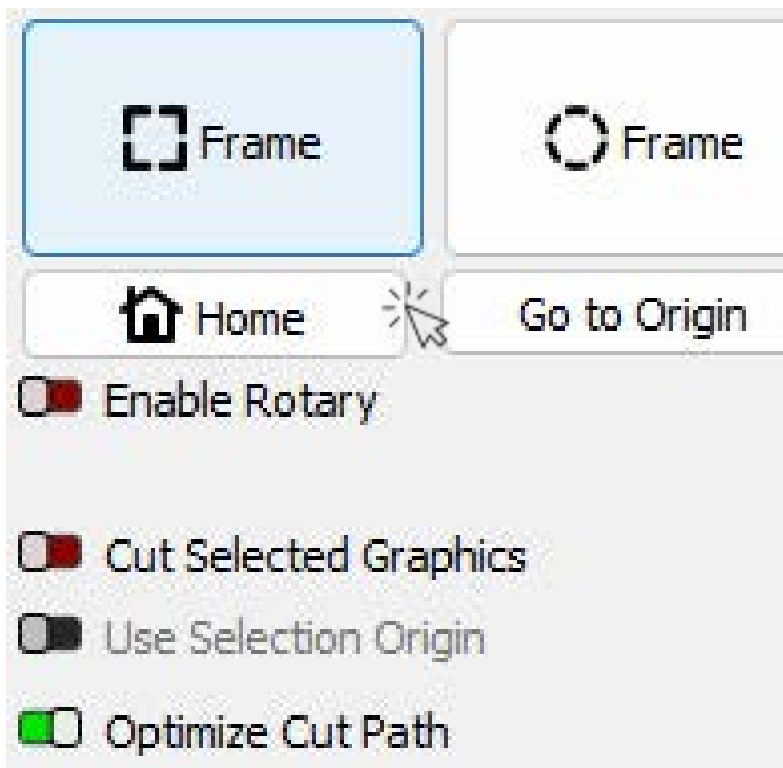 Frame Frame
Home Go to Origin
Enable Rotary
Cut Selected Graphics
Use Selection Origin
Optimize Cut Path